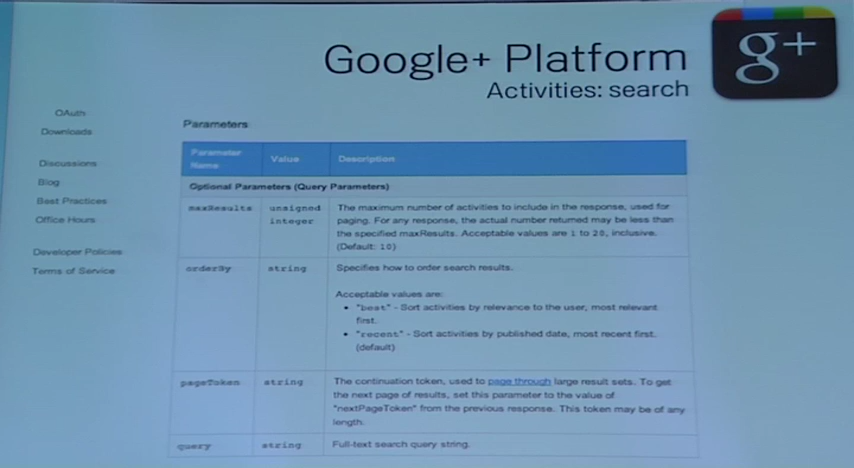 Google+ Platform
g+
Activities: search
OAuth
Downloads
Discussions
Blog
Best Practices
Office Hours
Developer Policies
Terms of Service
Parameters
Parameter
Name
Value
Description
Optional Parameters (Query Parameters)
maxResults
unsigned
integer
The maximum number of activities to include in the response, used for
paging. For any response, the actual number returned may be less than
the specified maxResults. Acceptable values are 1 to 20, inclusive.
(Default: 10)
orderBy
string
Specifies how to order search results.
Acceptable values are:
• "best" - Sort activities by relevance to the user, most relevant
first.
• "recent" - Sort activities by published date, most recent first.
(default)
pageToken
string
The continuation token, used to page through large result sets. To get
the next page of results, set this parameter to the value of
"nextPageToken" from the previous response. This token may be of any
length.
query
string
Full-text search query string.